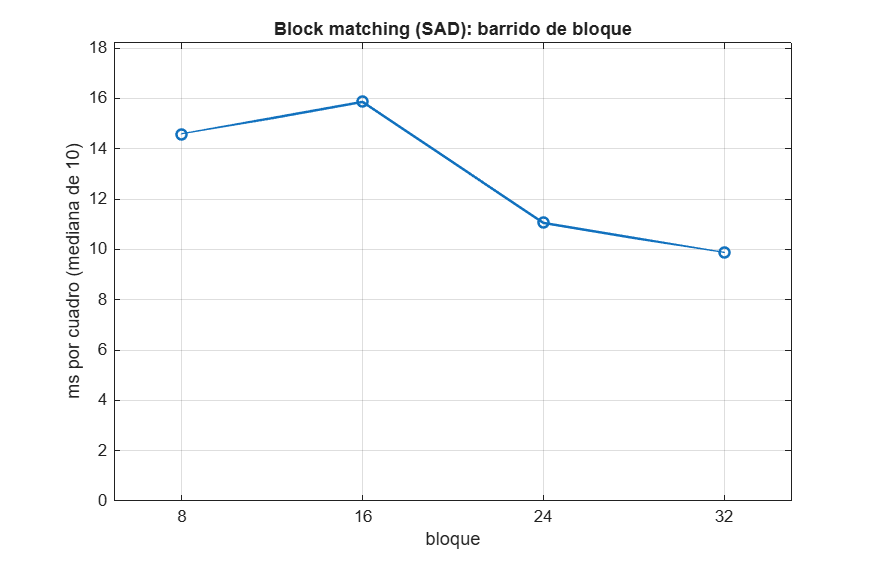 Block matching (SAD): barrido de bloque
ms por cuadro (mediana de 10)
18
16
14
12
10
8
6
4
2
0
8 16 24 32
bloque